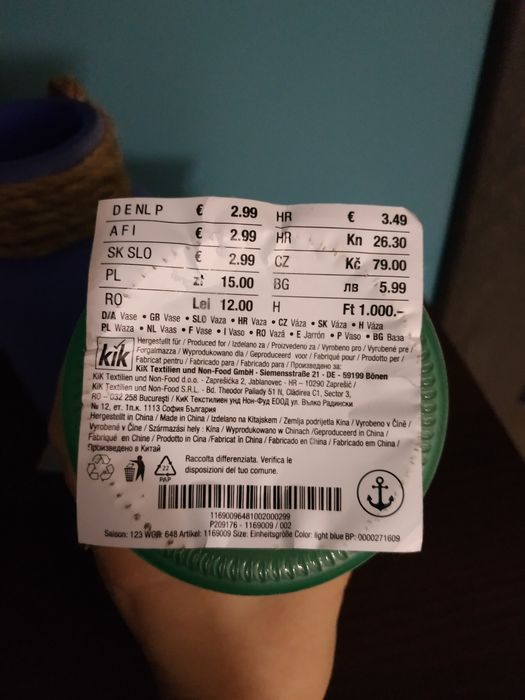 D E NL P € 2.99 HR € 3.49
A F I € 2.99 HR Kn 26.30
SK SLO € 2.99 CZ Kč 79.00
PL zł 15.00 BG лв 5.99
RO Lei 12.00 H Ft 1.000.-
D/A Vase • GB Vase • SLO Vaza • HR Vaza • CZ Váza • SK Váza • H Váza
PL Waza • NL Vaas • F Vase • I Vaso • RO Vază • E Jarrón • P Vaso • BG Ваза
kik
Hergestellt für / Produced for / Izdelano za / Proizvedeno za / Vyrobeno pro / Vyrobené pre /
Forgalmazza / Wyprodukowano dla / Geproduceerd voor / Fabriqué pour / Prodotto per /
Fabricat pentru / Fabricado para / Fabricado para / Произведено за:
KiK Textilien und Non-Food GmbH - Siemensstraße 21 - DE - 59199 Bönen
KiK Textilien und Non-Food d.o.o. - Zaprešićka 2, Jablanovec - HR – 10290 Zaprešić /
KiK Textilien und Non-Food S.R.L. - Bd. Theodor Pallady 51 N, Clădirea C1, Sector 3,
RO – 032 258 București / КиК Текстилиен унд Нон-Фуд ЕООД ул. Вълко Радински
№ 12, ет. 1п.к. 1113 София България
Hergestellt in China / Made in China / Izdelano na Kitajskem / Zemlja podrijetla Kina / Vyrobeno v Číně /
Vyrobené v Číne / Származási hely : Kína / Wyprodukowano w Chinach /Geproduceerd in China /
Fabriqué en Chine / Prodotto in Cina /Fabricat în China / Fabricado en China / Fabricado em China /
Произведено в Китай
22
PAP
Raccolta differenziata. Verifica le
disposizioni del tuo comune.
11690096481002000299
P209176 - 1169009 / 002
Saison: 123 WGR: 648 Artikel: 1169009 Size: Einheitsgröße Color: light blue BP: 0000271609